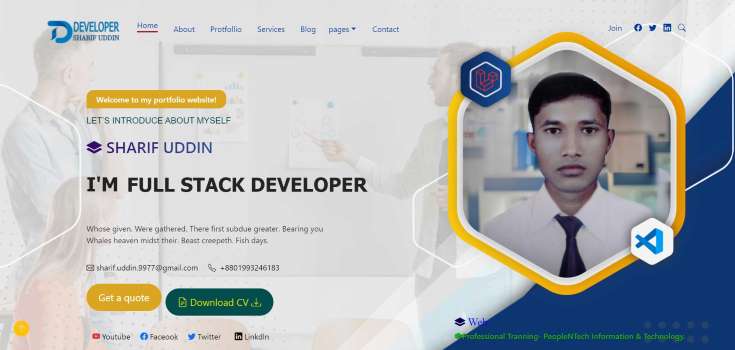 DEVELOPER
SHARIF UDDIN
Home About Protfollio Services Blog pages Contact Join
Welcome to my portfolio website!
LET'S INTRODUCE ABOUT MYSELF
SHARIF UDDIN
I'M FULL STACK DEVELOPER
Whose given. Were gathered. There first subdue greater. Bearing you
Whales heaven midst their. Beast creepeth. Fish days.
sharif.uddin.9977@gmail.com +8801993246183
Get a quote Download CV
Youtube Faceook Twitter LinkdIn
Web
Professional Tranning- PeopleNTech Information & Technology.